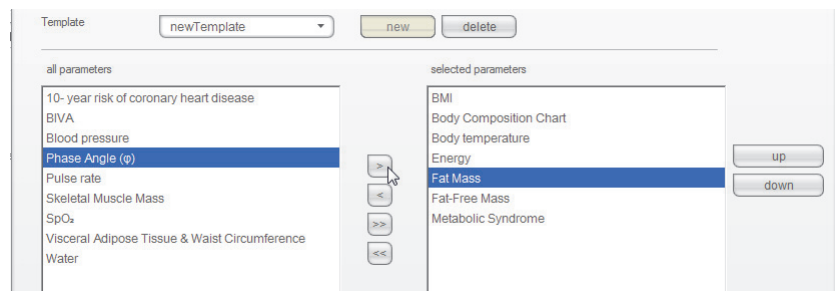 Template newTemplate new delete
all parameters selected parameters
10- year risk of coronary heart disease
BIVA
Blood pressure
Phase Angle (φ)
Pulse rate
Skeletal Muscle Mass
SpO₂
Visceral Adipose Tissue & Waist Circumference
Water
>
<
>>
<<
BMI
Body Composition Chart
Body temperature
Energy
Fat Mass
Fat-Free Mass
Metabolic Syndrome
up
down